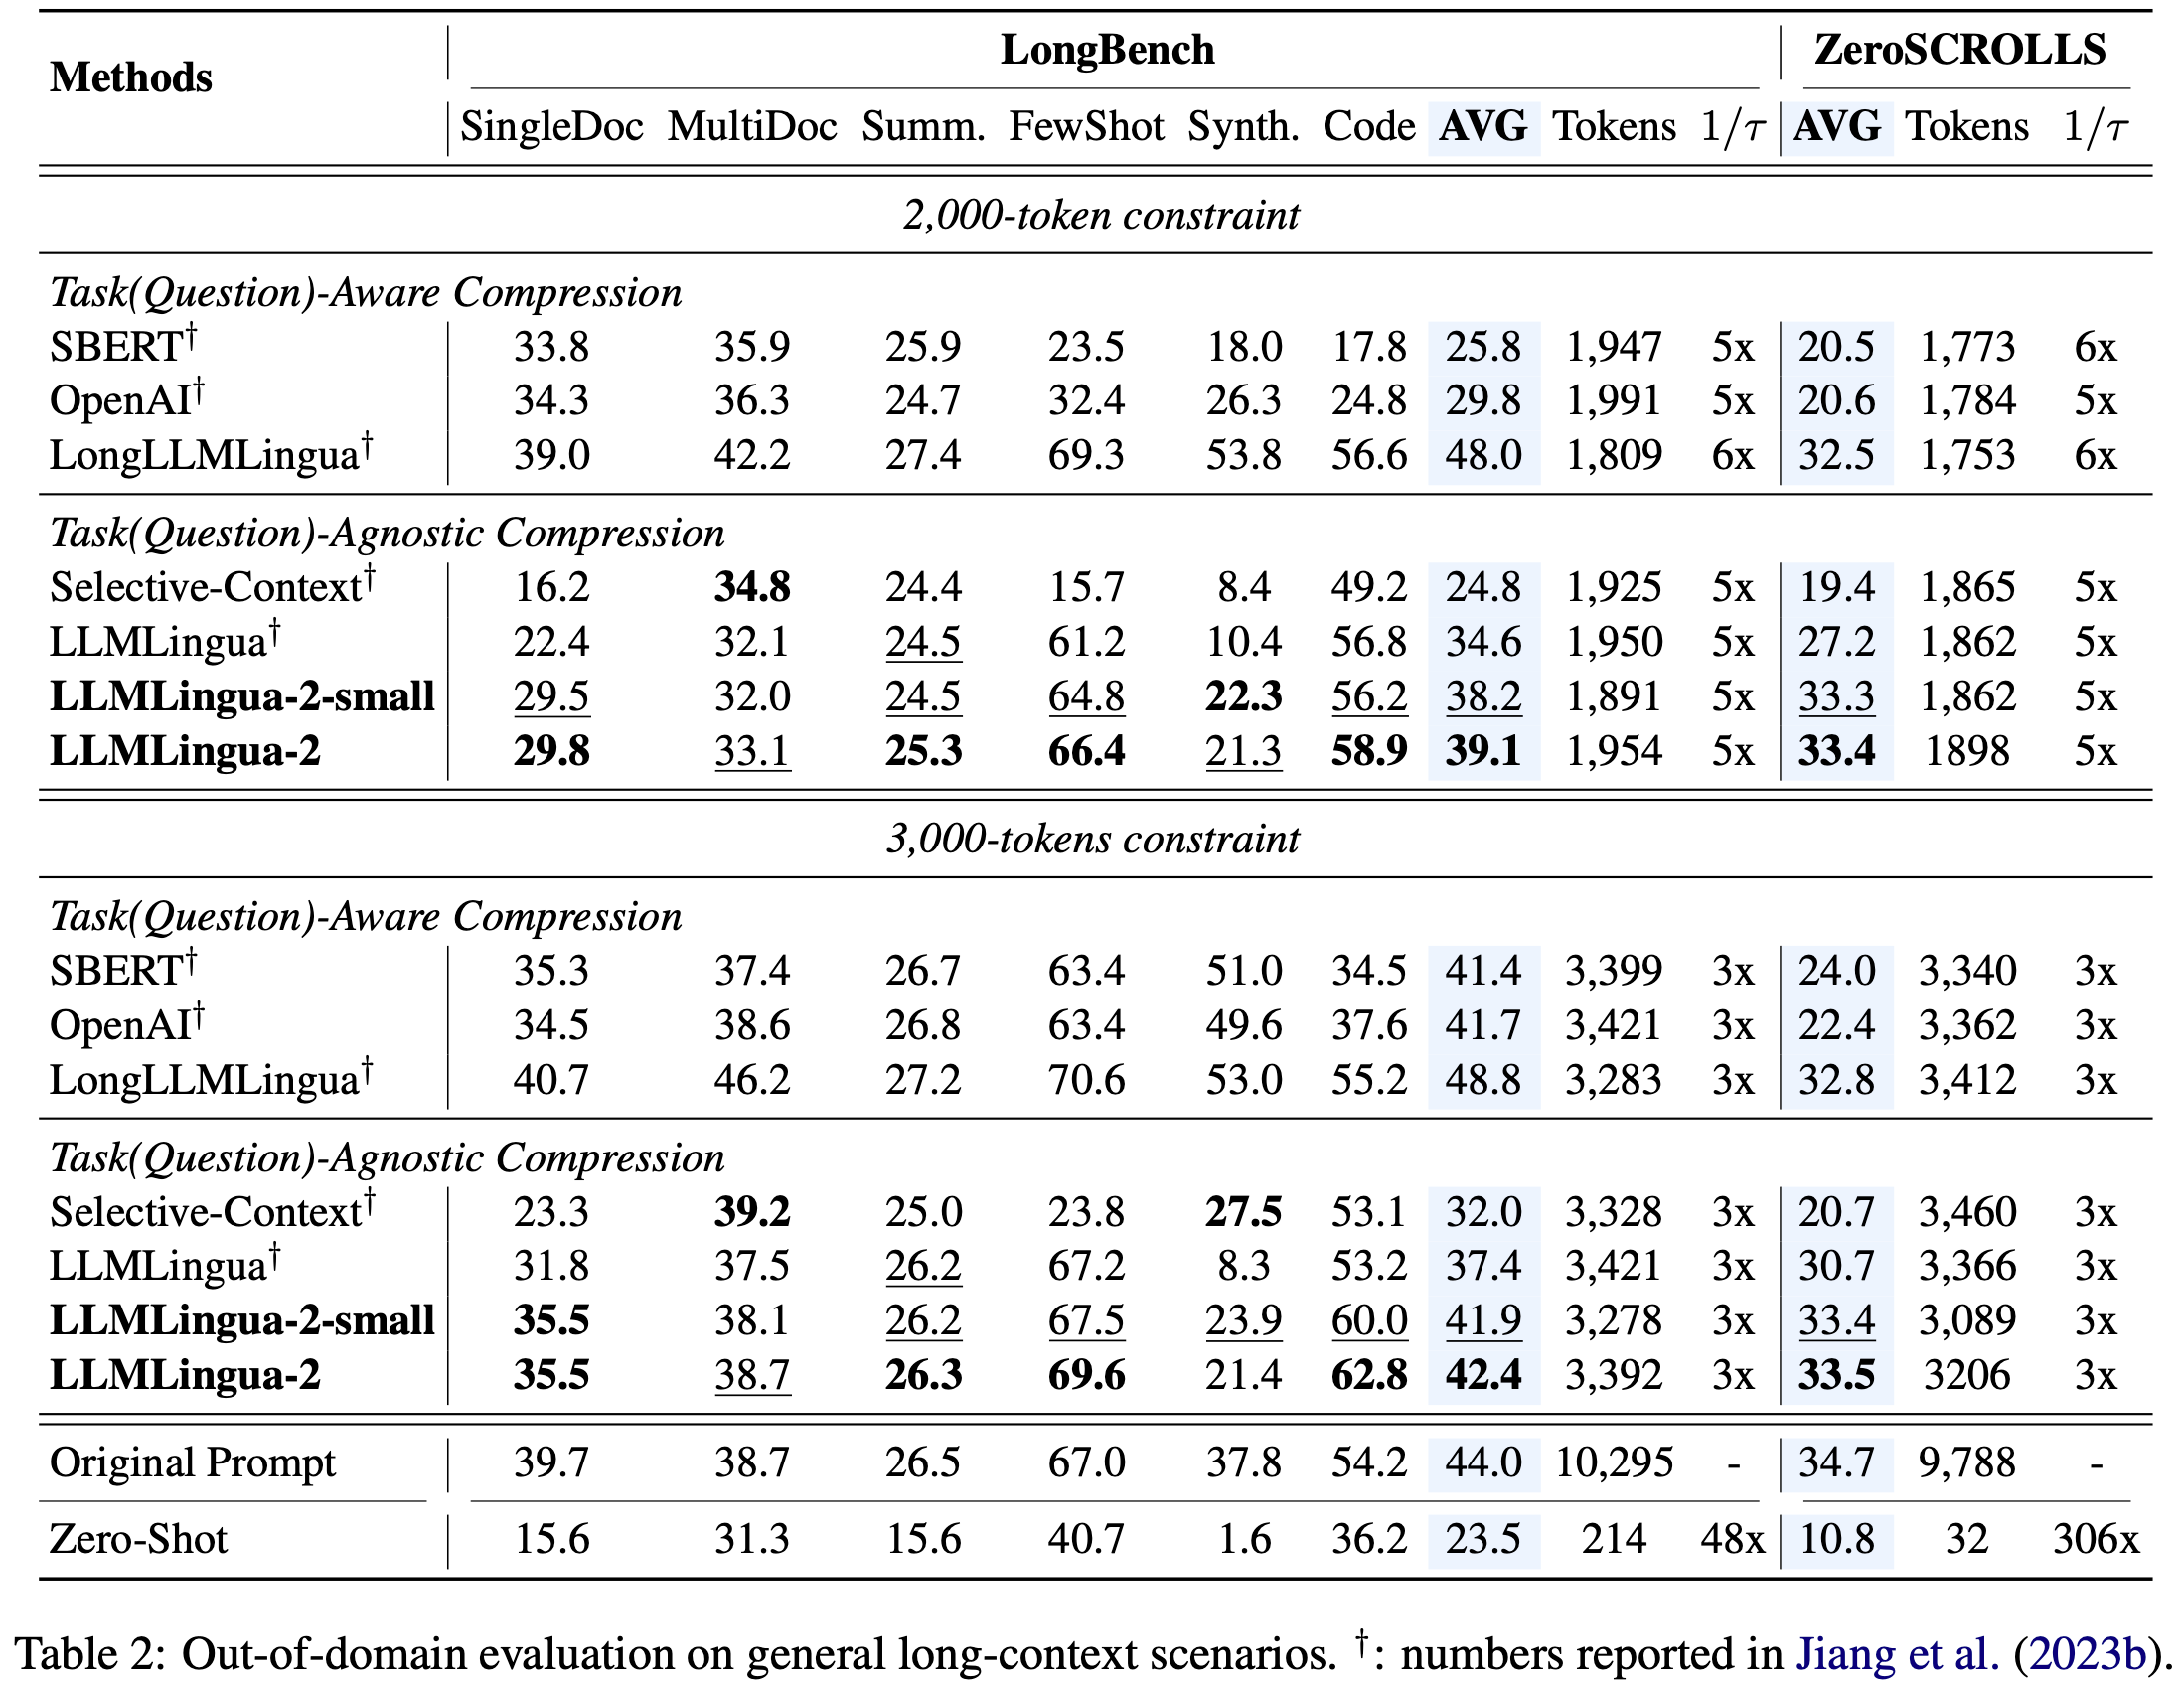 Methods LongBench ZeroSCROLLS
SingleDoc MultiDoc Summ. FewShot Synth. Code AVG Tokens 1/τ AVG Tokens 1/τ
2,000-token constraint
Task(Question)-Aware Compression
SBERT† 33.8 35.9 25.9 23.5 18.0 17.8 25.8 1,947 5x 20.5 1,773 6x
OpenAI† 34.3 36.3 24.7 32.4 26.3 24.8 29.8 1,991 5x 20.6 1,784 5x
LongLLMLingua† 39.0 42.2 27.4 69.3 53.8 56.6 48.0 1,809 6x 32.5 1,753 6x
Task(Question)-Agnostic Compression
Selective-Context† 16.2 34.8 24.4 15.7 8.4 49.2 24.8 1,925 5x 19.4 1,865 5x
LLMLingua† 22.4 32.1 24.5 61.2 10.4 56.8 34.6 1,950 5x 27.2 1,862 5x
LLMLingua-2-small 29.5 32.0 24.5 64.8 22.3 56.2 38.2 1,891 5x 33.3 1,862 5x
LLMLingua-2 29.8 33.1 25.3 66.4 21.3 58.9 39.1 1,954 5x 33.4 1898 5x
3,000-tokens constraint
Task(Question)-Aware Compression
SBERT† 35.3 37.4 26.7 63.4 51.0 34.5 41.4 3,399 3x 24.0 3,340 3x
OpenAI† 34.5 38.6 26.8 63.4 49.6 37.6 41.7 3,421 3x 22.4 3,362 3x
LongLLMLingua† 40.7 46.2 27.2 70.6 53.0 55.2 48.8 3,283 3x 32.8 3,412 3x
Task(Question)-Agnostic Compression
Selective-Context† 23.3 39.2 25.0 23.8 27.5 53.1 32.0 3,328 3x 20.7 3,460 3x
LLMLingua† 31.8 37.5 26.2 67.2 8.3 53.2 37.4 3,421 3x 30.7 3,366 3x
LLMLingua-2-small 35.5 38.1 26.2 67.5 23.9 60.0 41.9 3,278 3x 33.4 3,089 3x
LLMLingua-2 35.5 38.7 26.3 69.6 21.4 62.8 42.4 3,392 3x 33.5 3206 3x
Original Prompt 39.7 38.7 26.5 67.0 37.8 54.2 44.0 10,295 - 34.7 9,788 -
Zero-Shot 15.6 31.3 15.6 40.7 1.6 36.2 23.5 214 48x 10.8 32 306x
Table 2: Out-of-domain evaluation on general long-context scenarios. †: numbers reported in Jiang et al. (2023b).